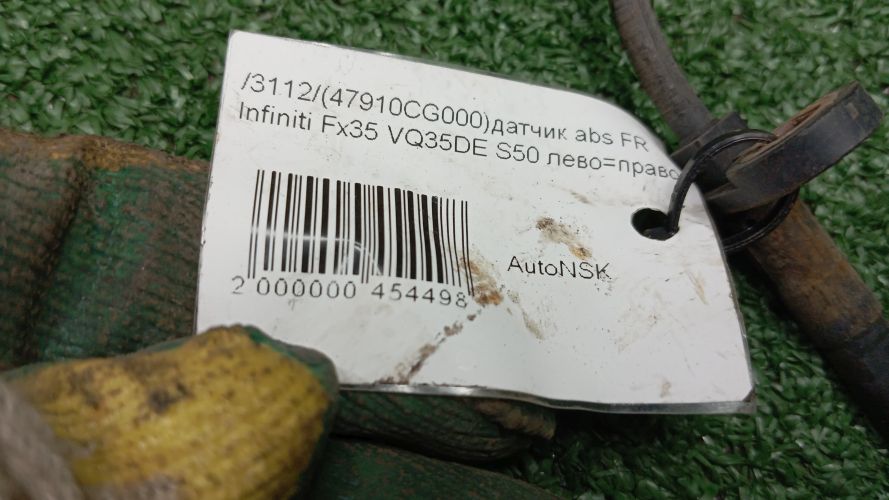 /3112/(47910CG000)датчик abs FR
Infiniti Fx35 VQ35DE S50 лево=право
AutoNSK
2 000000 454498